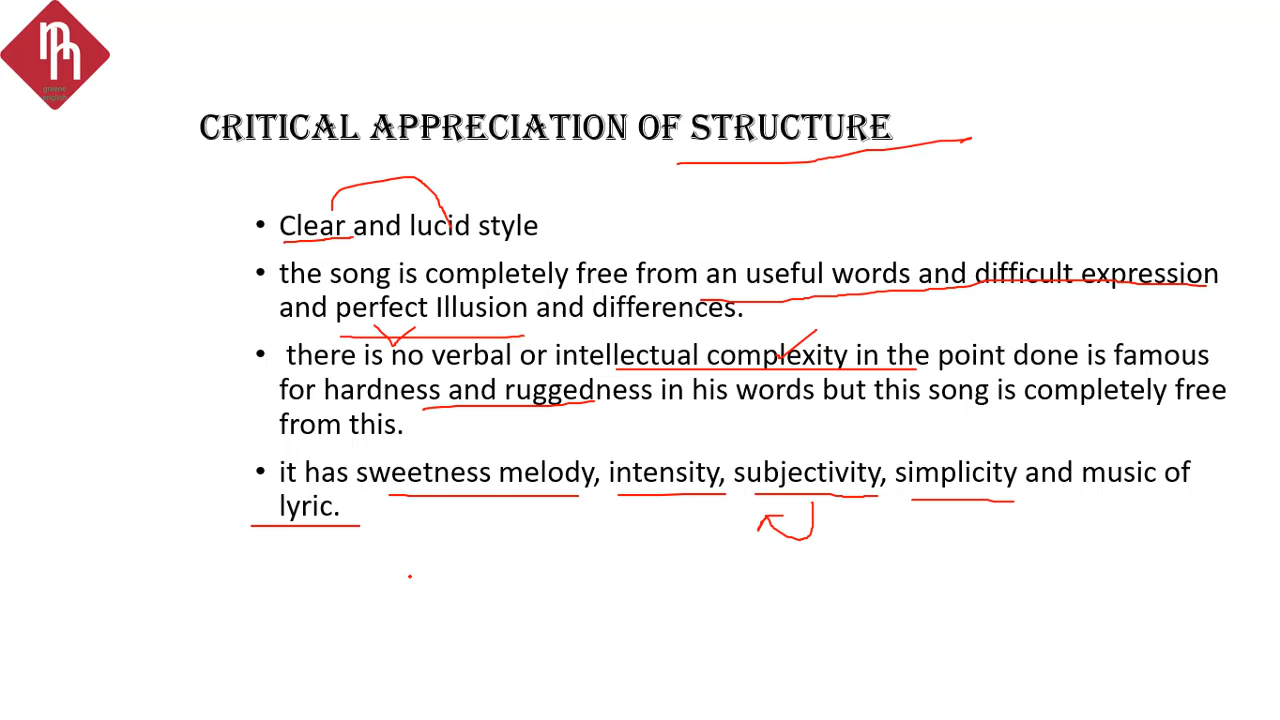 greene
english
CRITICAL APPRECIATION OF STRUCTURE
• Clear and lucid style
• the song is completely free from an useful words and difficult expression
and perfect Illusion and differences.
• there is no verbal or intellectual complexity in the point done is famous
for hardness and ruggedness in his words but this song is completely free
from this.
• it has sweetness melody, intensity, subjectivity, simplicity and music of
lyric.